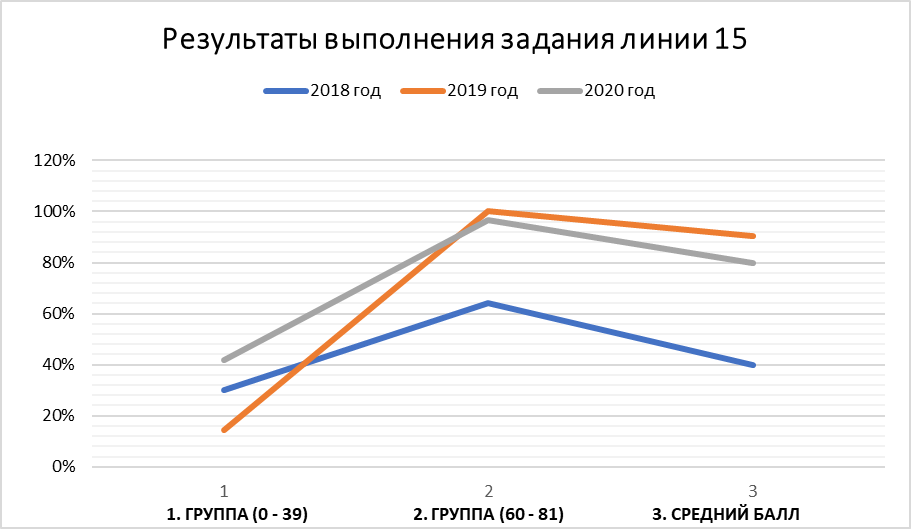 Результаты выполнения задания линии 15
2018 год 2019 год 2020 год
120%
100%
80%
60%
40%
20%
0%
1 2 3
1. ГРУППА (0 - 39) 2. ГРУППА (60 - 81) 3. СРЕДНИЙ БАЛЛ